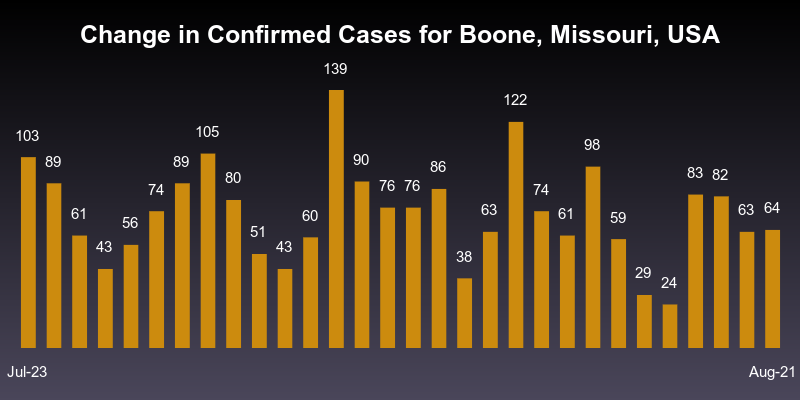 Change in Confirmed Cases for Boone, Missouri, USA
103 89 61 43 56 74 89 105 80 51 43 60 139 90 76 76 86 38 63 122 74 61 98 59 29 24 83 82 63 64
Jul-23 Aug-21